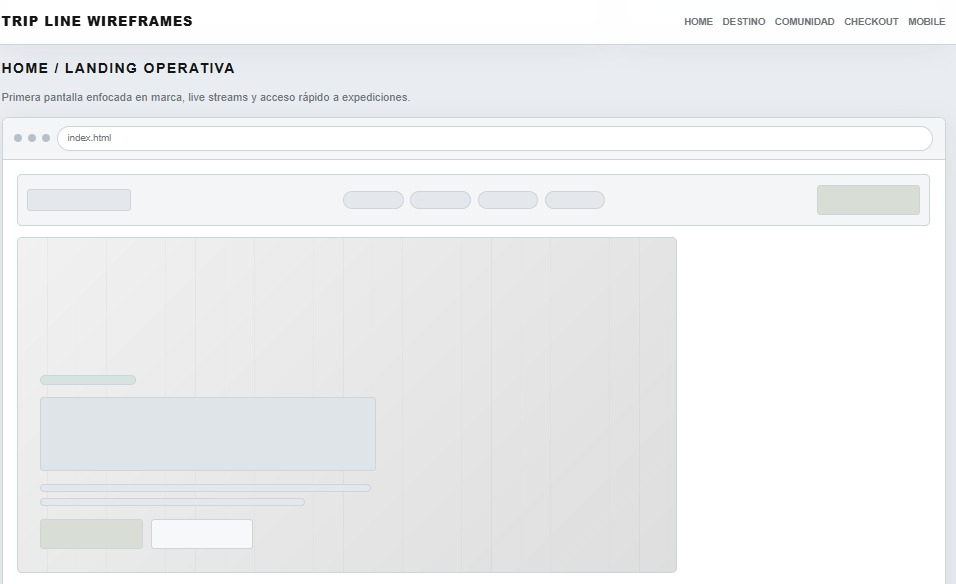 TRIP LINE WIREFRAMES
HOME DESTINO COMUNIDAD CHECKOUT MOBILE
HOME / LANDING OPERATIVA
Primera pantalla enfocada en marca, live streams y acceso rápido a expediciones.
index.html